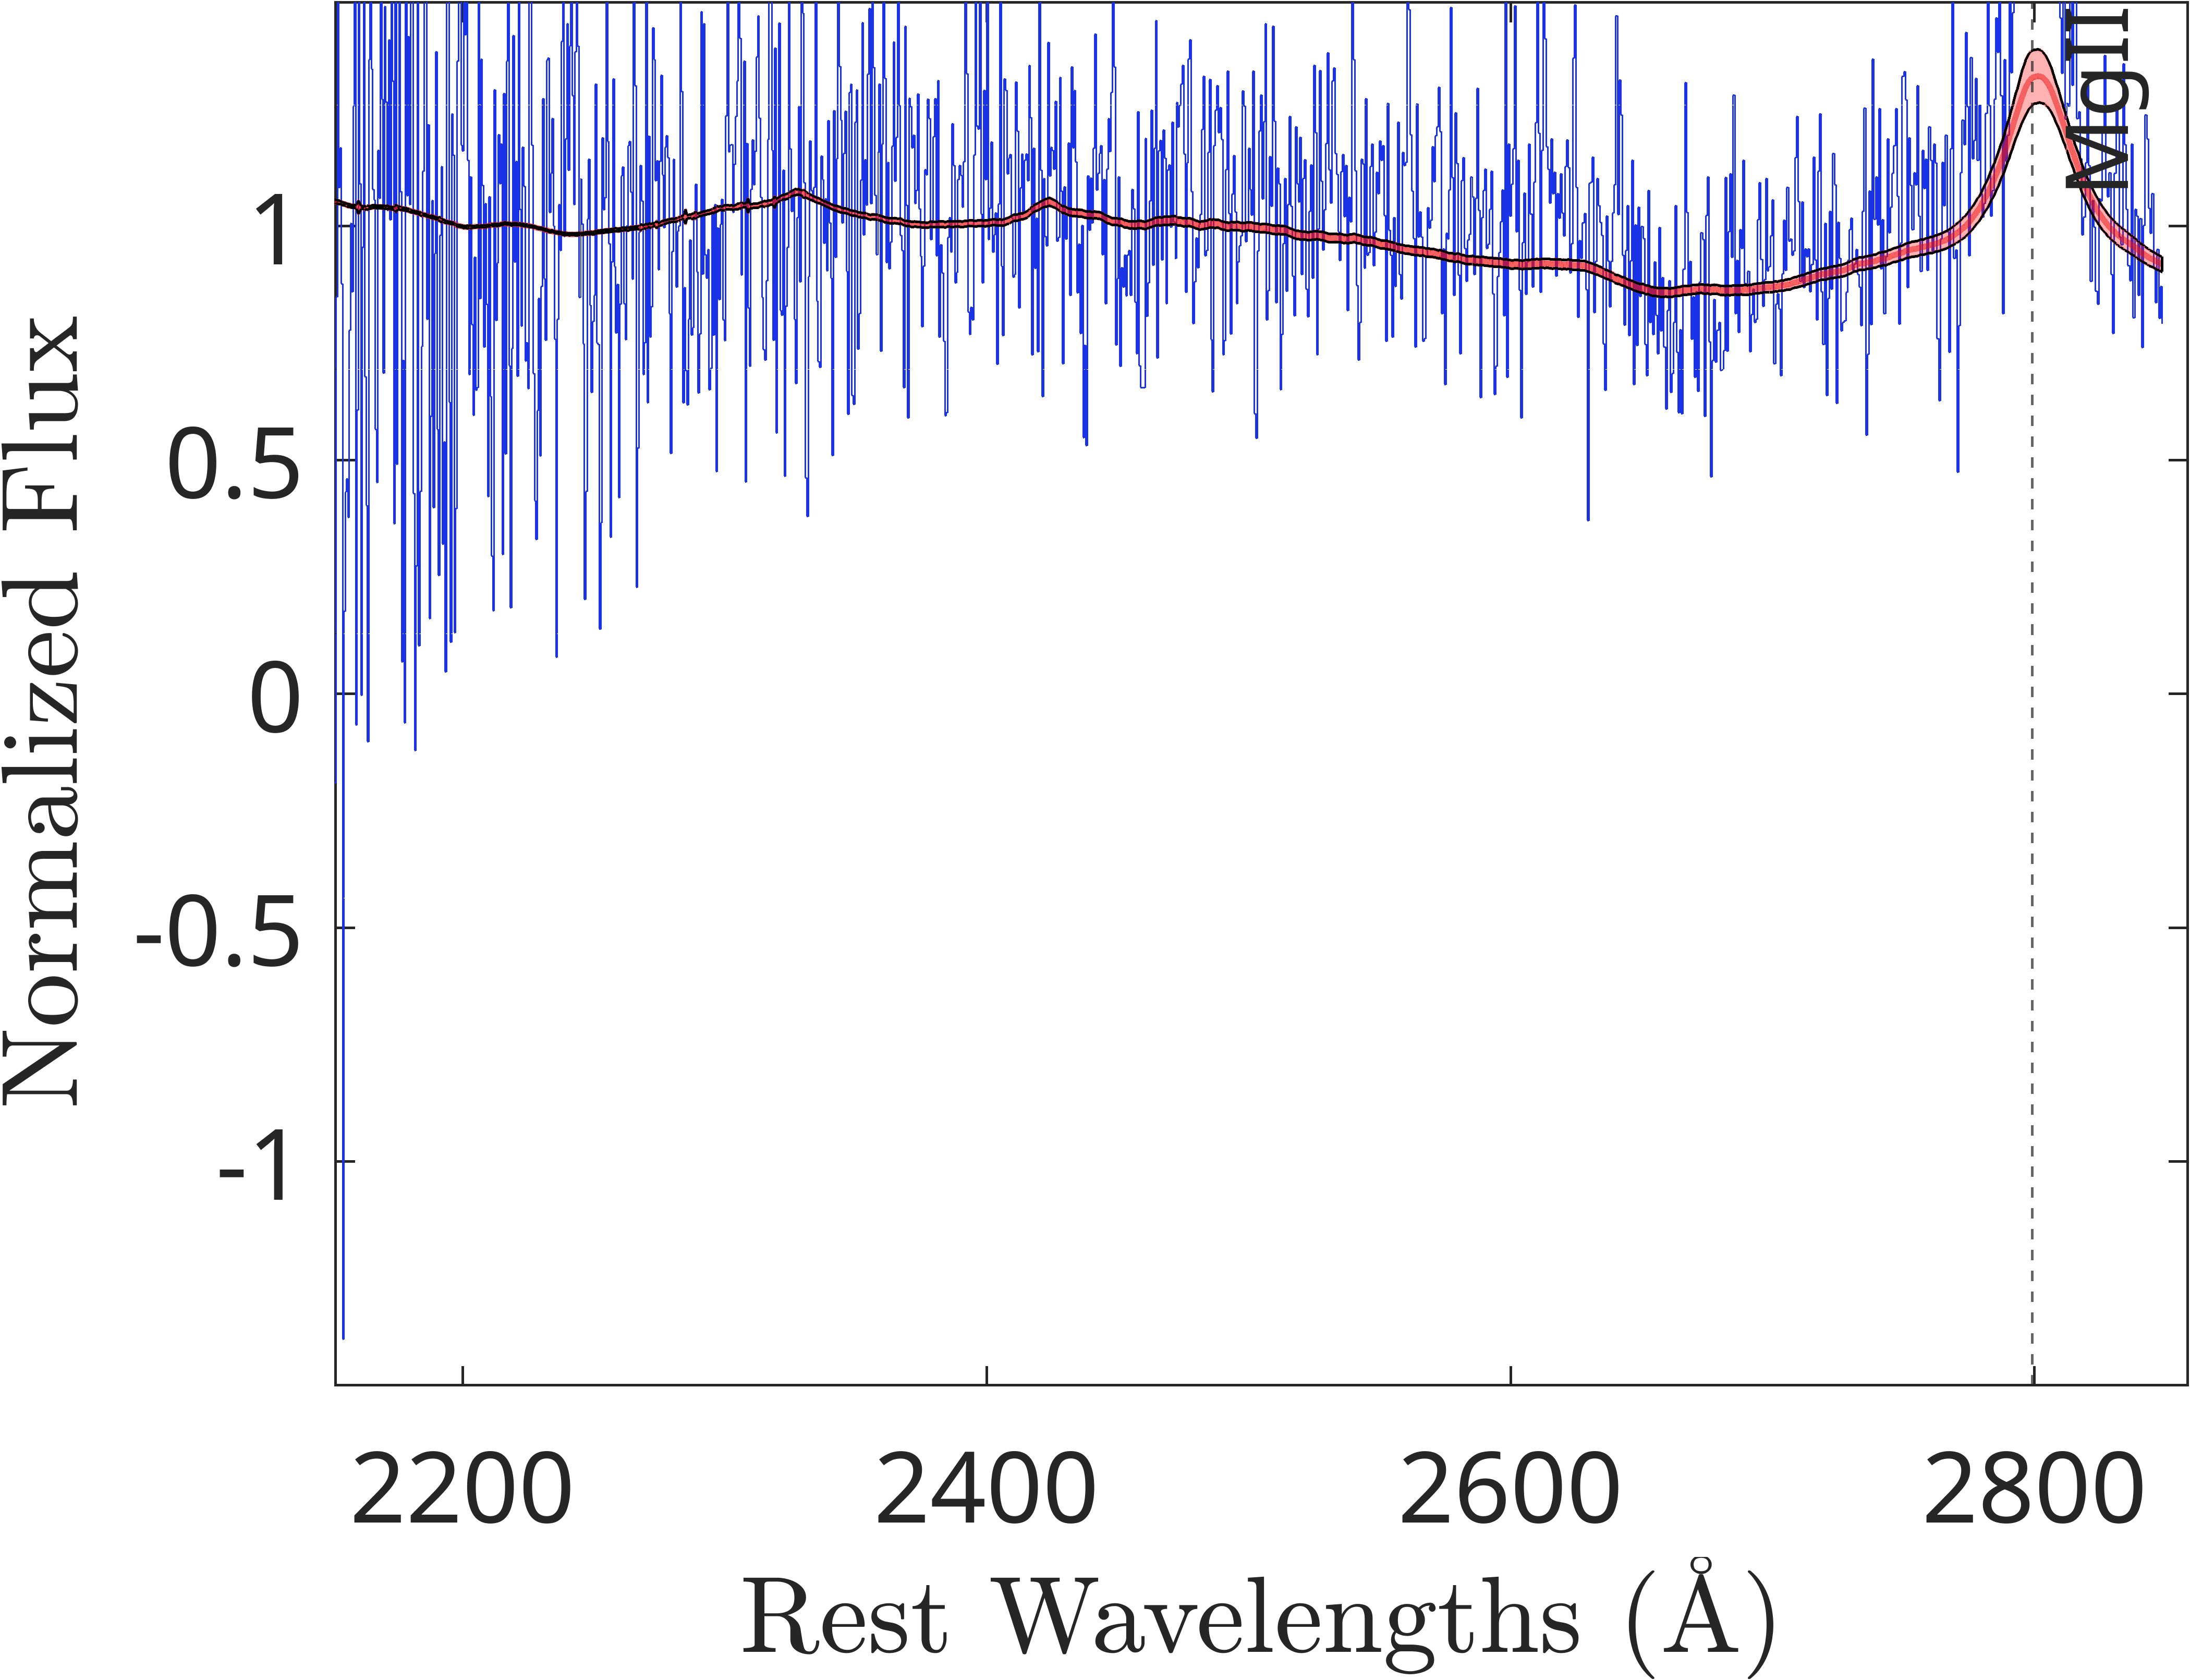 MgII
Normalized Flux
1
0.5
0
-0.5
-1
2200 2400 2600 2800
Rest Wavelengths (Å)